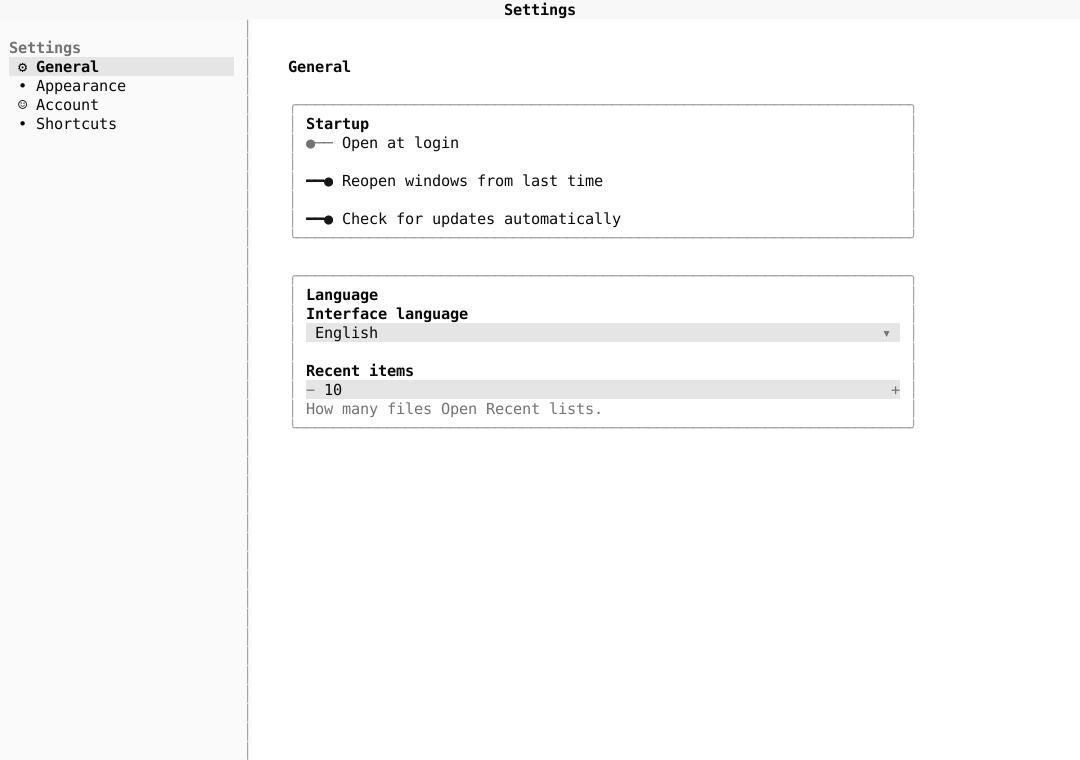 Settings
Settings
⚙ General
• Appearance
☺ Account
• Shortcuts
General
Startup
Open at login
Reopen windows from last time
Check for updates automatically
Language
Interface language
English ▾
Recent items
− 10 +
How many files Open Recent lists.